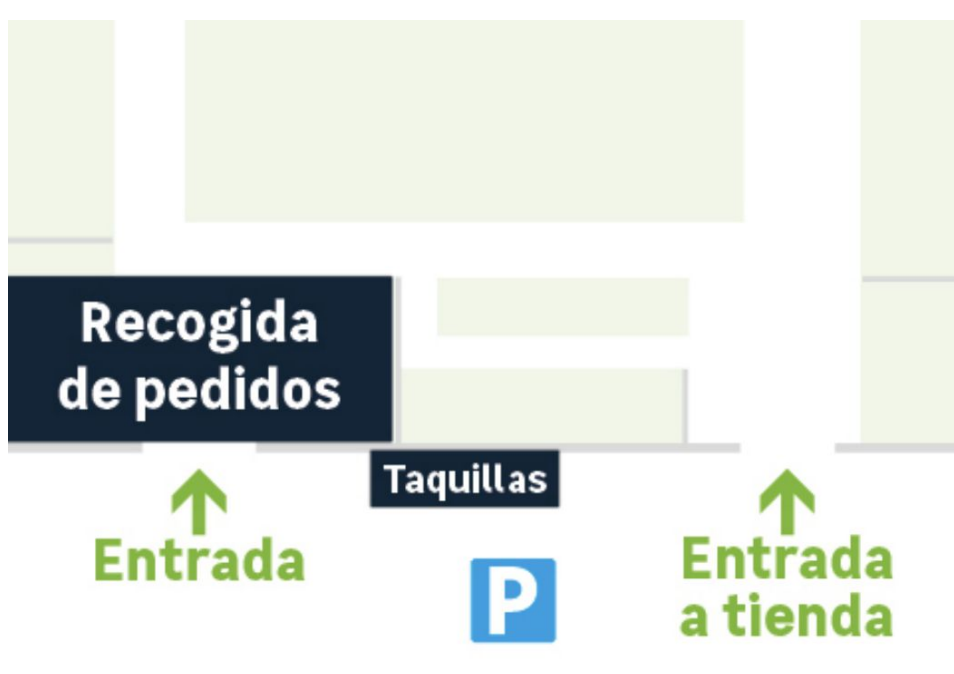 Recogida
de pedidos
Taquillas
Entrada
P
Entrada
a tienda